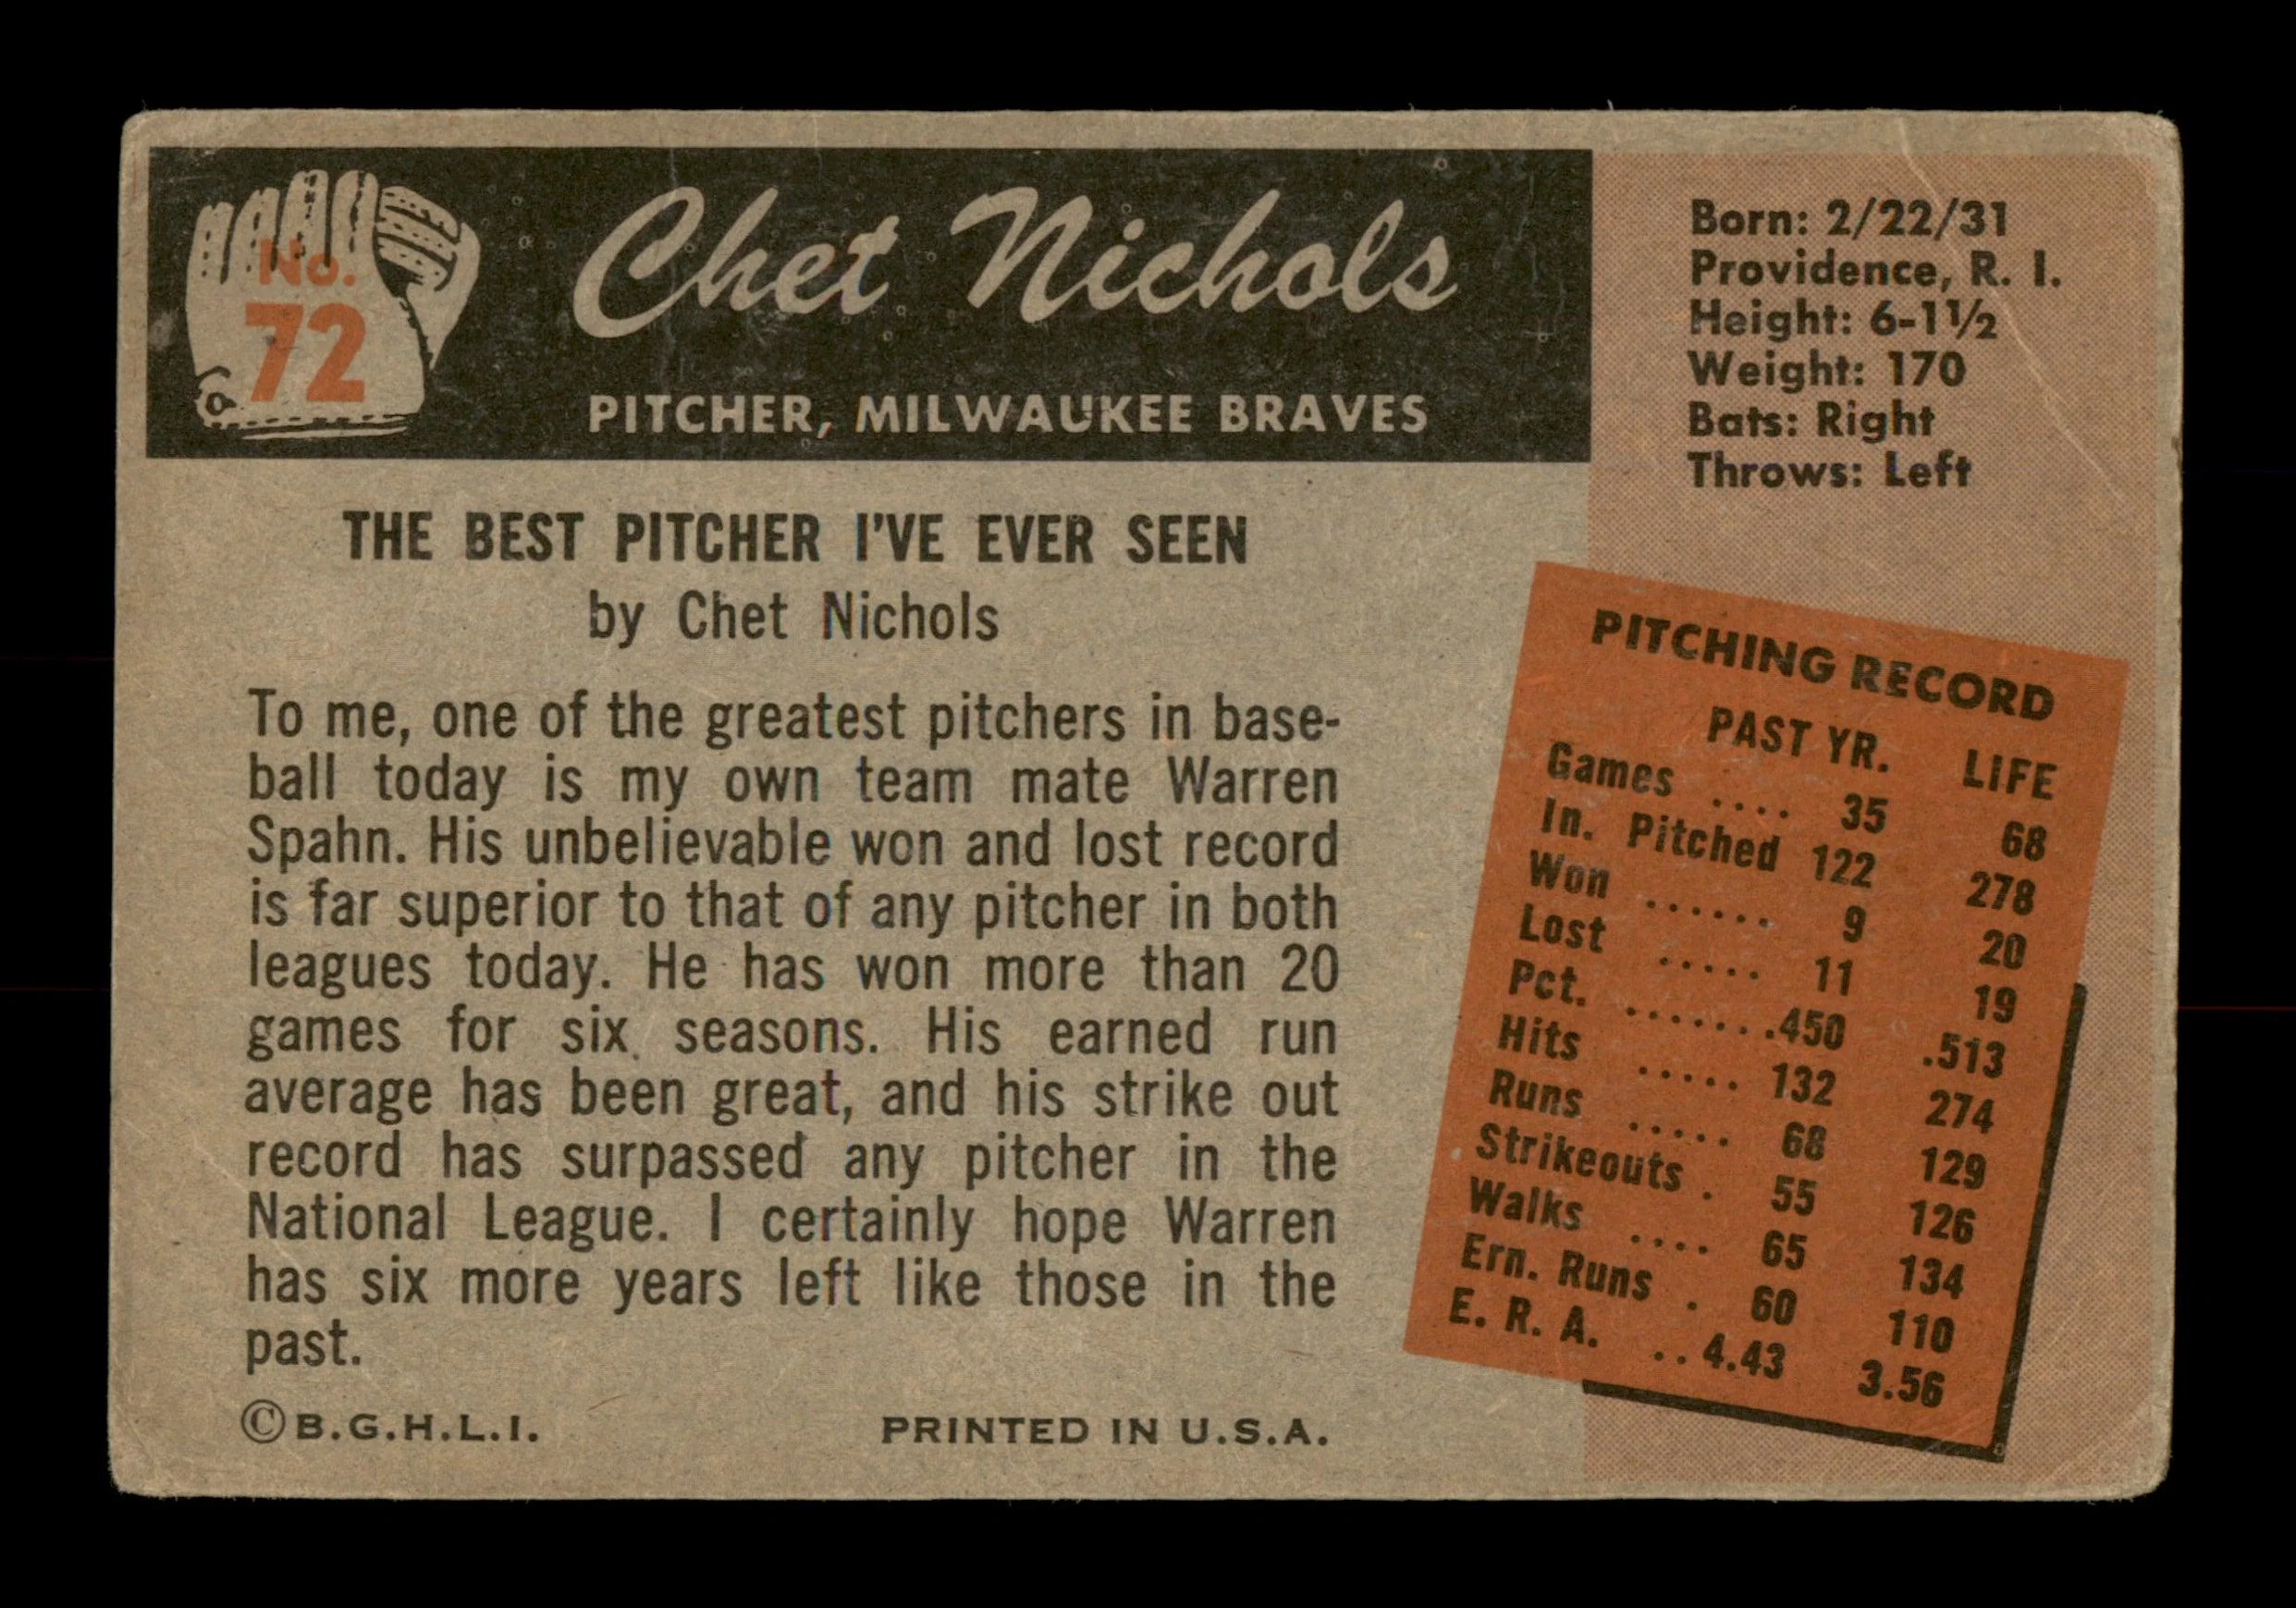 No.
72
Chet Nichols
PITCHER, MILWAUKEE BRAVES
Born: 2/22/31
Providence, R. I.
Height: 6-1½
Weight: 170
Bats: Right
Throws: Left
THE BEST PITCHER I'VE EVER SEEN
by Chet Nichols
To me, one of the greatest pitchers in base-
ball today is my own team mate Warren
Spahn. His unbelievable won and lost record
is far superior to that of any pitcher in both
leagues today. He has won more than 20
games for six seasons. His earned run
average has been great, and his strike out
record has surpassed any pitcher in the
National League. I certainly hope Warren
has six more years left like those in the
past.
©B.G.H.L.I.
PRINTED IN U.S.A.
PITCHING RECORD
PAST YR. LIFE
Games .... 35 68
In. Pitched 122 278
Won ...... 9 20
Lost ..... 11 19
Pct. .......450 .513
Hits ..... 132 274
Runs ..... 68 129
Strikeouts . 55 126
Walks .... 65 134
Ern. Runs . 60 110
E. R. A. ..4.43 3.56